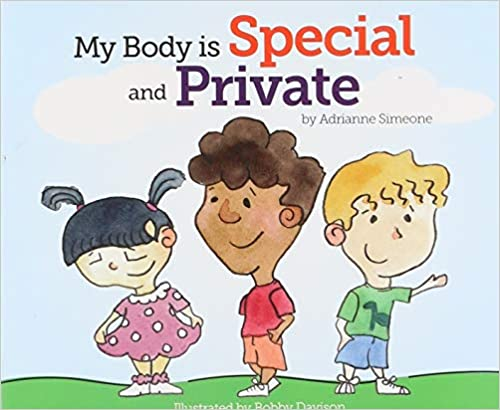 My Body is Special
and Private
by Adrianne Simeone
Illustrated by Bobby Davison